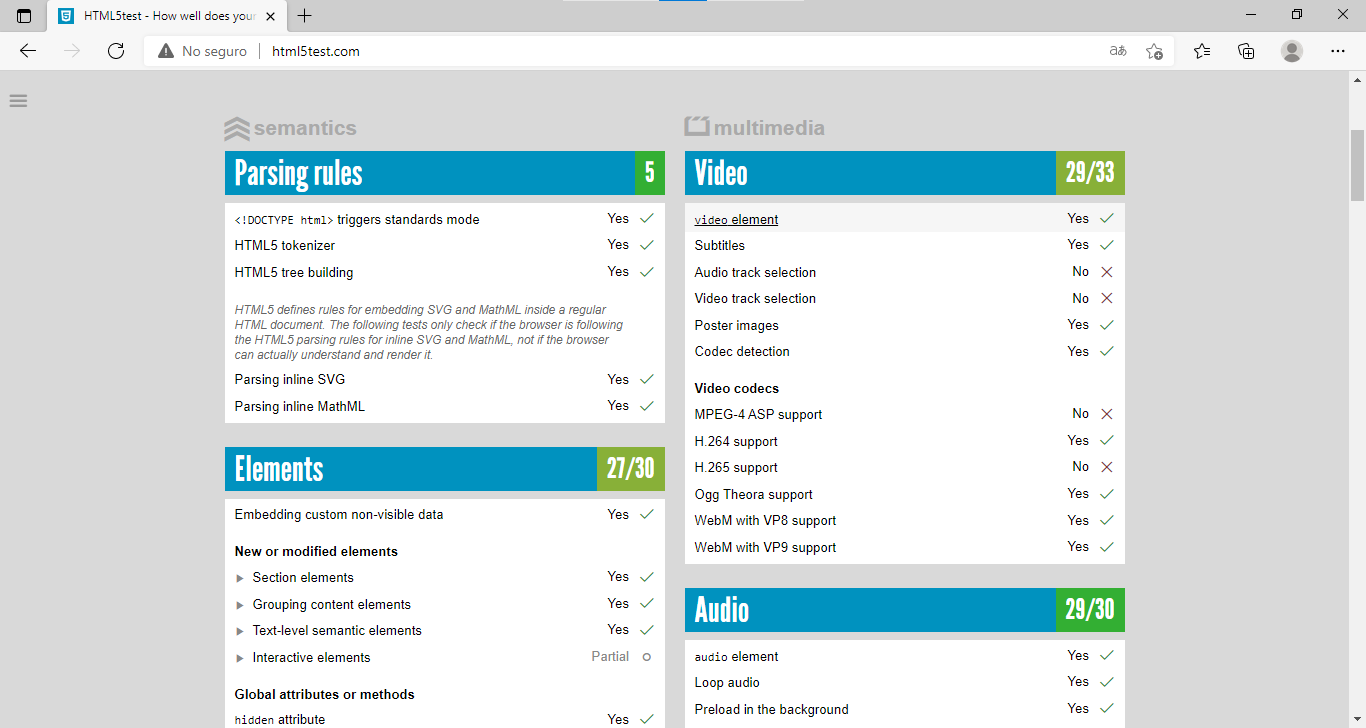 HTML5test - How well does your
No seguro
html5test.com
aあ
semantics
Parsing rules 5
<!DOCTYPE html> triggers standards mode Yes
HTML5 tokenizer Yes
HTML5 tree building Yes
HTML5 defines rules for embedding SVG and MathML inside a regular
HTML document. The following tests only check if the browser is following
the HTML5 parsing rules for inline SVG and MathML, not if the browser
can actually understand and render it.
Parsing inline SVG Yes
Parsing inline MathML Yes
Elements 27/30
Embedding custom non-visible data Yes
New or modified elements
Section elements Yes
Grouping content elements Yes
Text-level semantic elements Yes
Interactive elements Partial
Global attributes or methods
hidden attribute Yes
multimedia
Video 29/33
video element Yes
Subtitles Yes
Audio track selection No
Video track selection No
Poster images Yes
Codec detection Yes
Video codecs
MPEG-4 ASP support No
H.264 support Yes
H.265 support No
Ogg Theora support Yes
WebM with VP8 support Yes
WebM with VP9 support Yes
Audio 29/30
audio element Yes
Loop audio Yes
Preload in the background Yes